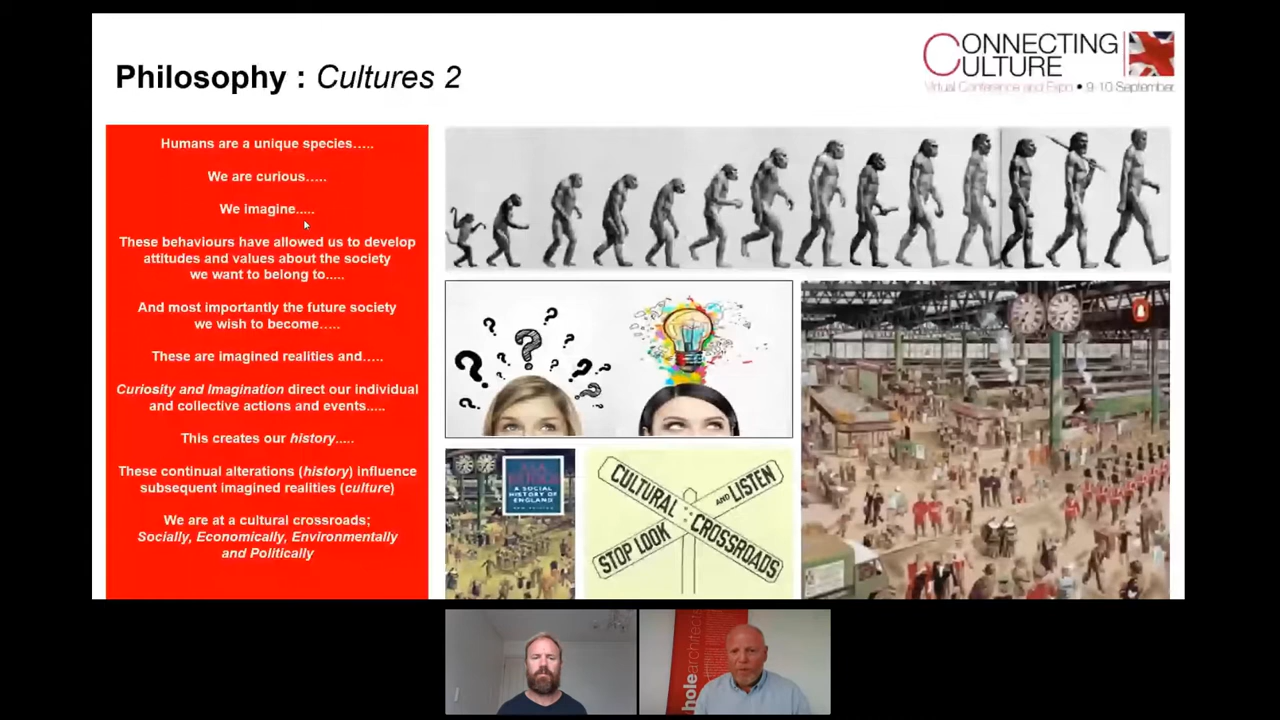 Philosophy : Cultures 2
CONNECTING
CULTURE
Virtual Conference and Expo • 9-10 September
Humans are a unique species…..
We are curious…..
We imagine.....
These behaviours have allowed us to develop
attitudes and values about the society
we want to belong to.....
And most importantly the future society
we wish to become…..
These are imagined realities and…..
Curiosity and Imagination direct our individual
and collective actions and events.....
This creates our history.....
These continual alterations (history) influence
subsequent imagined realities (culture)
We are at a cultural crossroads;
Socially, Economically, Environmentally
and Politically
A SOCIAL
HISTORY OF
ENGLAND
CULTURAL
CROSSROADS
STOP LOOK
AND LISTEN
hole architects